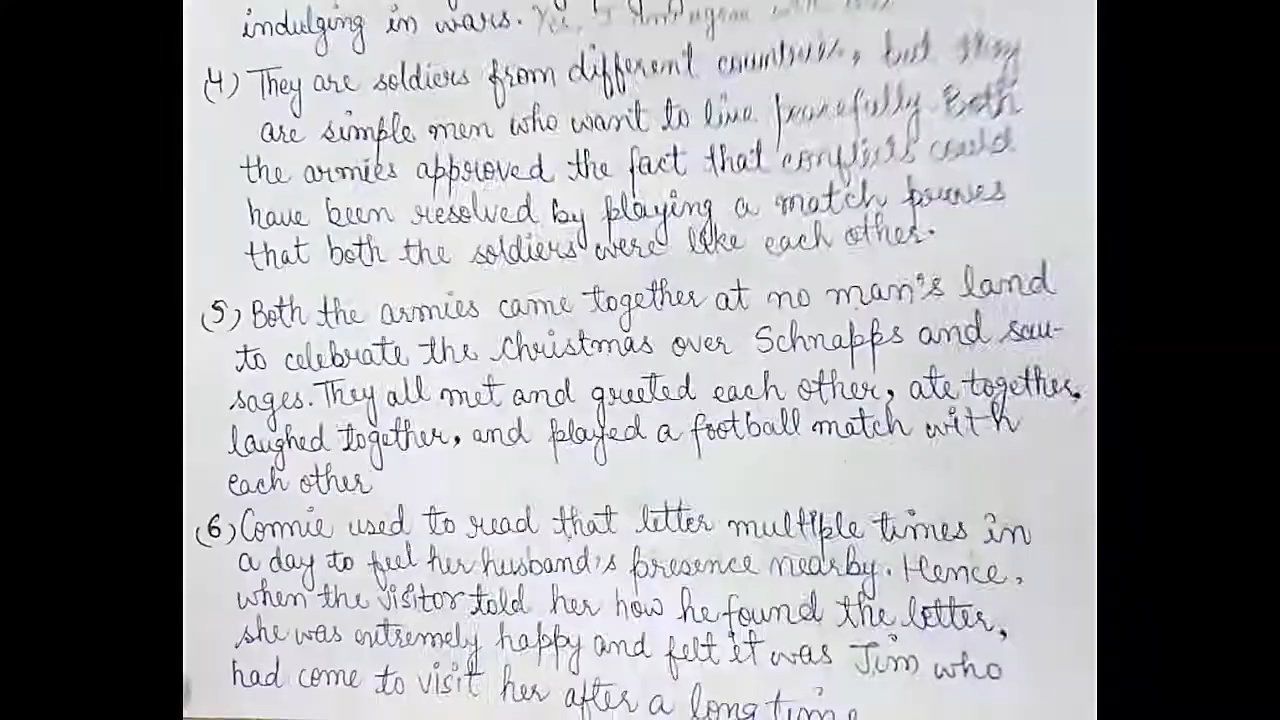 indulging in wars.
(4) They are soldiers from different countries, but they
are simple men who want to live peacefully. Both
the armies approved the fact that conflicts could
have been resolved by playing a match proves
that both the soldiers were like each other.
(5) Both the armies came together at no man's land
to celebrate the Christmas over Schnapps and sau-
sages. They all met and greeted each other, ate together,
laughed together, and played a football match with
each other
(6) Connie used to read that letter multiple times in
a day to feel her husband's presence nearby. Hence,
when the visitor told her how he found the letter,
she was extremely happy and felt it was Jim who
had come to visit her after a long time